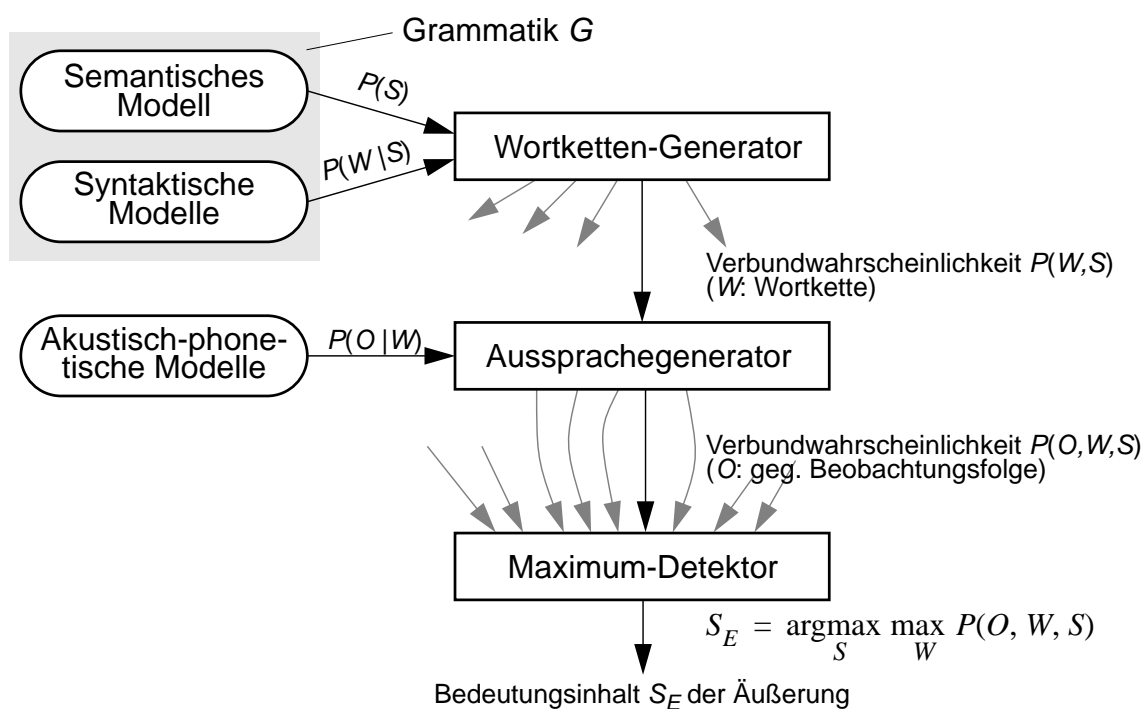 Grammatik G
Semantisches
Modell
P(S)
Wortketten-Generator
P(W|S)
Syntaktische
Modelle
Verbundwahrscheinlichkeit P(W,S)
(W: Wortkette)
Akustisch-phone-
tische Modelle
P(O|W)
Aussprachegenerator
Verbundwahrscheinlichkeit P(O,W,S)
(O: geg. Beobachtungsfolge)
Maximum-Detektor
S_E = argmax max P(O, W, S)
S W
Bedeutungsinhalt S_E der Äußerung